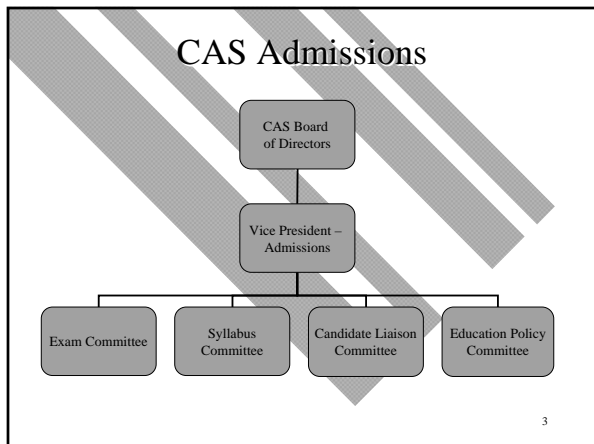 CAS Admissions
CAS Board
of Directors
Vice President –
Admissions
Exam Committee
Syllabus
Committee
Candidate Liaison
Committee
Education Policy
Committee
3